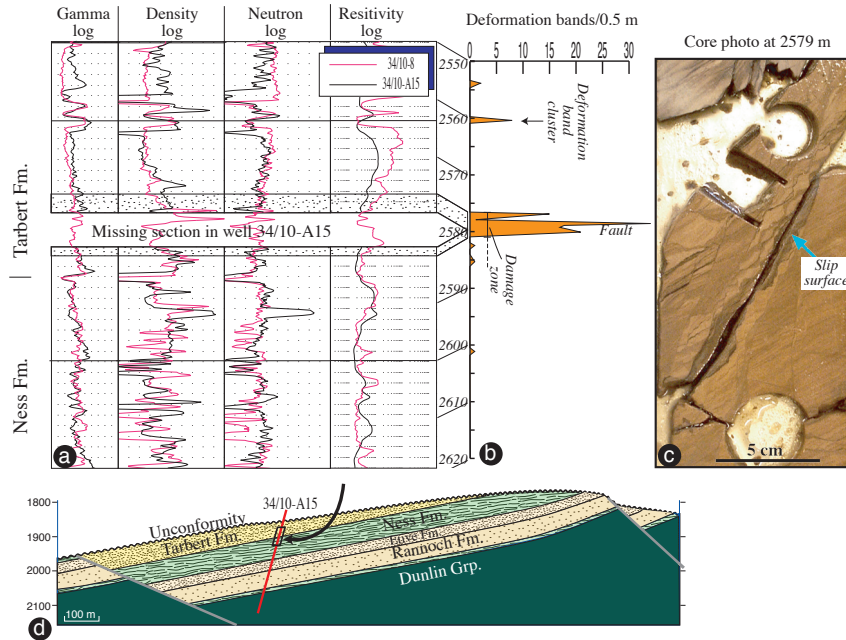 Gamma log
Density log
Neutron log
Resitivity log
34/10-8
34/10-A15
Tarbert Fm.
Ness Fm.
Missing section in well 34/10-A15
a
Deformation bands/0.5 m
0 5 10 15 20 25 30
2550
2560
2570
2580
2590
2600
2610
2620
Deformation band cluster
Fault
Damage zone
b
Core photo at 2579 m
Slip surface
5 cm
c
1800
1900
2000
2100
34/10-A15
Unconformity
Tarbert Fm.
Ness Fm.
Etive Fm.
Rannoch Fm.
Dunlin Grp.
100 m
d